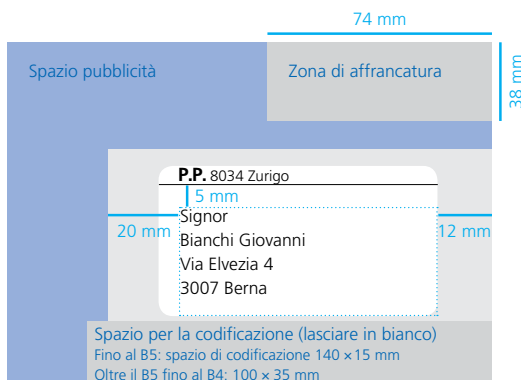 74 mm
Spazio pubblicità
Zona di affrancatura
38 mm
P.P. 8034 Zurigo
5 mm
Signor
20 mm
12 mm
Bianchi Giovanni
Via Elvezia 4
3007 Berna
Spazio per la codificazione (lasciare in bianco)
Fino al B5: spazio di codificazione 140 × 15 mm
Oltre il B5 fino al B4: 100 × 35 mm